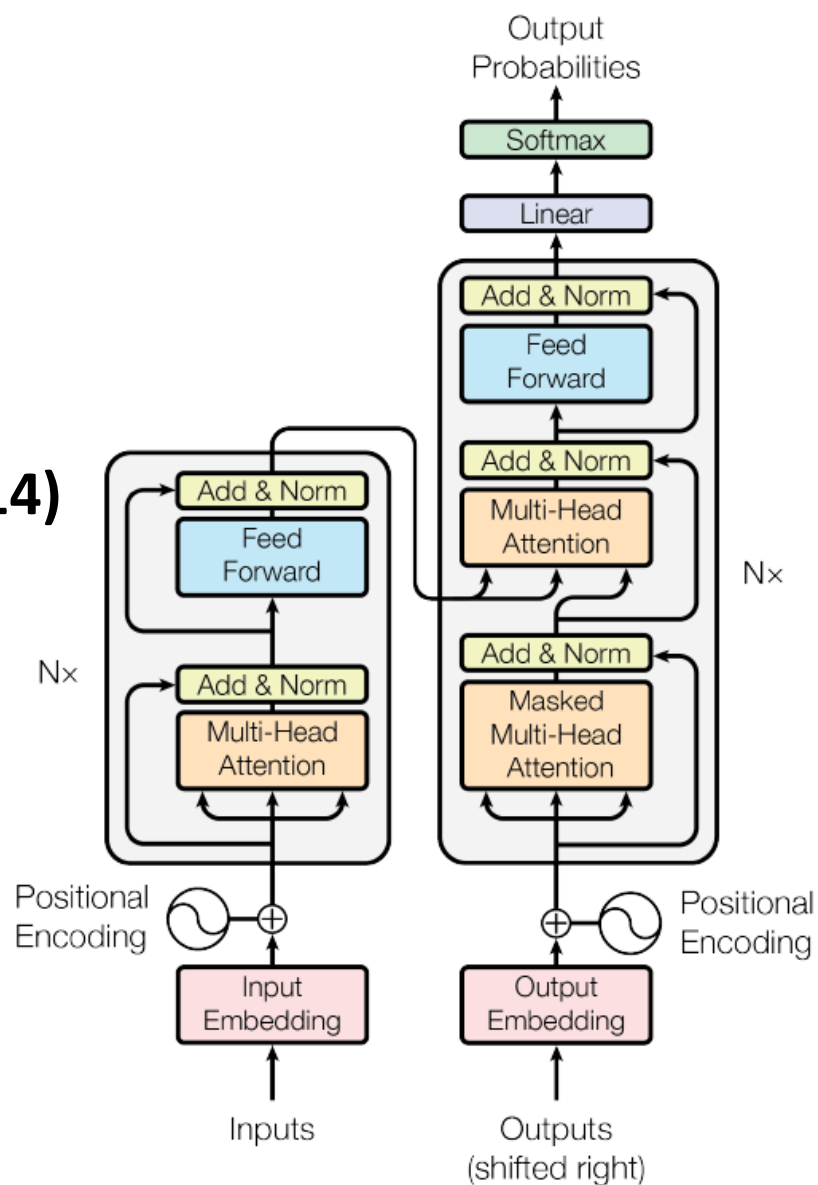 Output
Probabilities
Softmax
Linear
Add & Norm
Feed
Forward
Add & Norm
Multi-Head
Attention
Add & Norm
Masked
Multi-Head
Attention
Nx
Positional
Encoding
Output
Embedding
Outputs
(shifted right)
.4)
Add & Norm
Feed
Forward
Add & Norm
Multi-Head
Attention
Nx
Positional
Encoding
Input
Embedding
Inputs